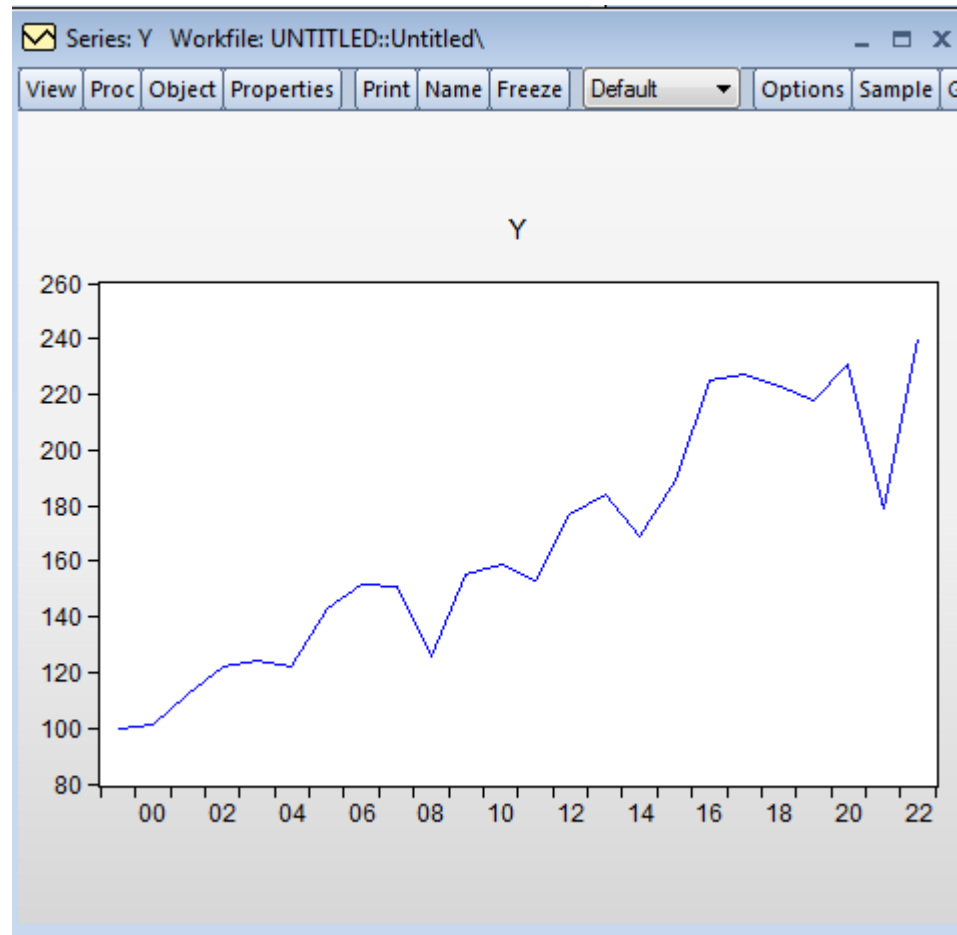 Series: Y Workfile: UNTITLED::Untitled\
View Proc Object Properties Print Name Freeze Default Options Sample G
Y
260
240
220
200
180
160
140
120
100
80
00 02 04 06 08 10 12 14 16 18 20 22